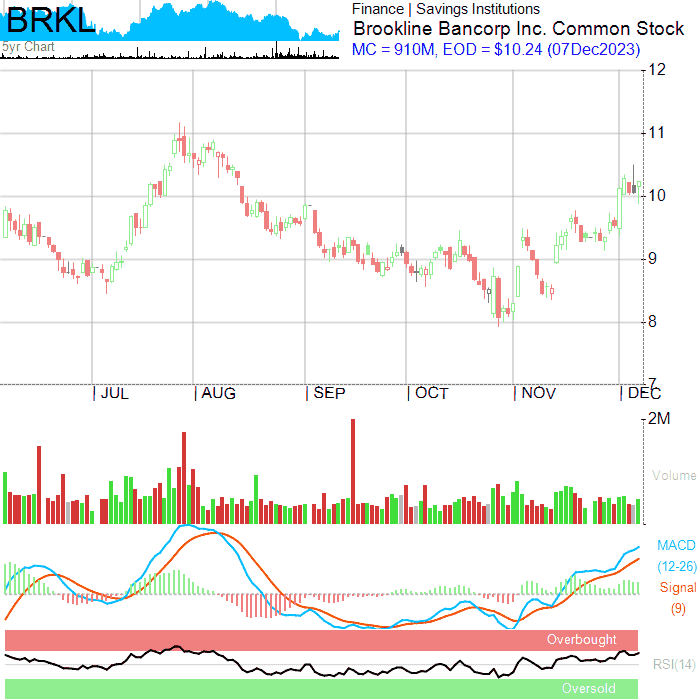 BRKL
5yr Chart
Finance | Savings Institutions
Brookline Bancorp Inc. Common Stock
MC = 910M, EOD = $10.24 (07Dec2023)
12
11
10
9
8
7
JUL
AUG
SEP
OCT
NOV
DEC
2M
Volume
MACD
(12-26)
Signal
(9)
Overbought
RSI(14)
Oversold